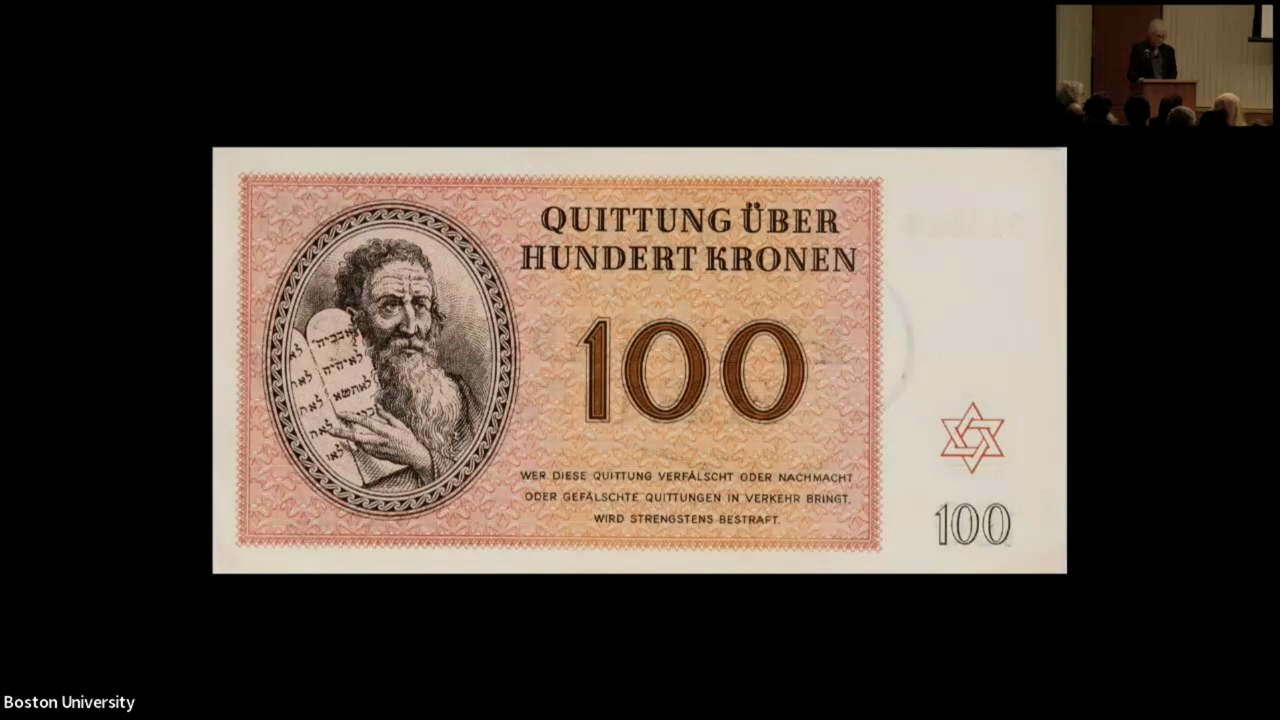 QUITTUNG ÜBER
HUNDERT KRONEN
100
WER DIESE QUITTUNG VERFÄLSCHT ODER NACHMACHT
ODER GEFÄLSCHTE QUITTUNGEN IN VERKEHR BRINGT,
WIRD STRENGSTENS BESTRAFT.
100
Boston University